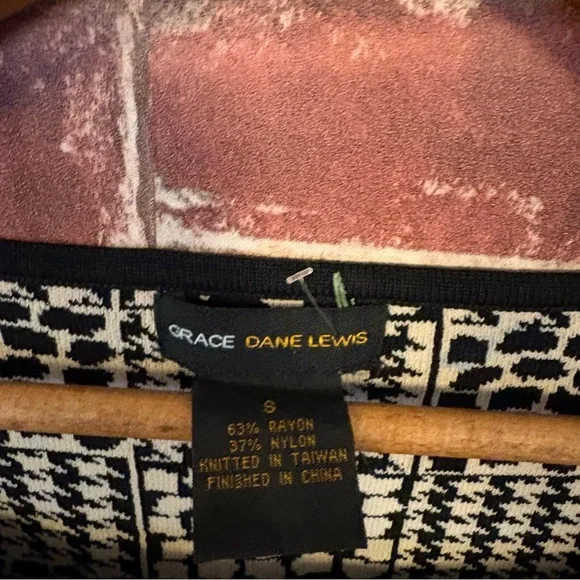 GRACE DANE LEWIS
S
63% RAYON
37% NYLON
KNITTED IN TAIWAN
FINISHED IN CHINA